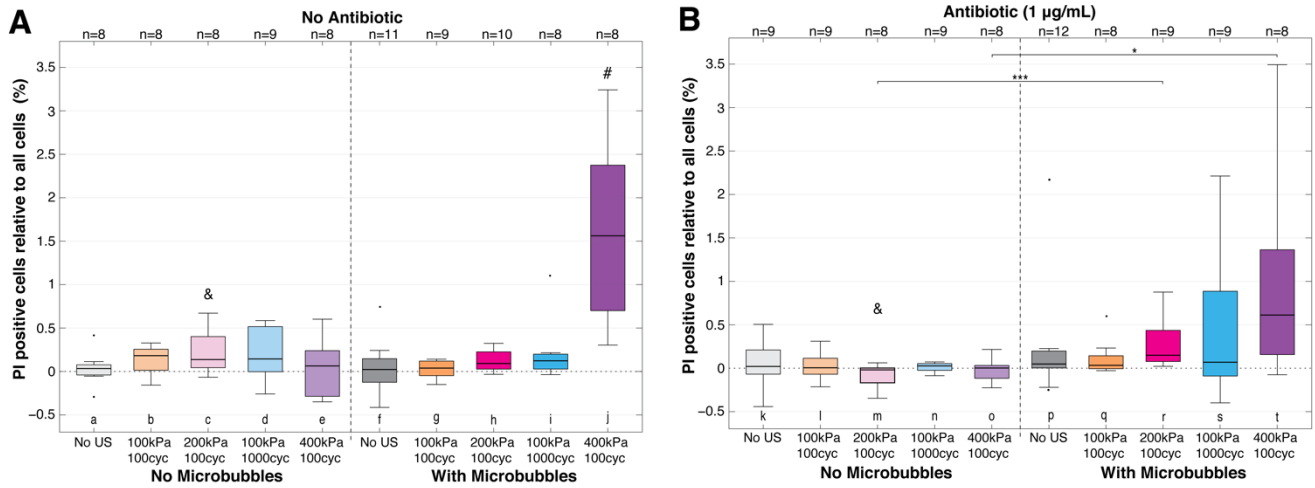 A
No Antibiotic
n=8 n=8 n=8 n=9 n=8 n=11 n=9 n=10 n=8 n=8
PI positive cells relative to all cells (%)
3.5
3
2.5
2
1.5
1
0.5
0
−0.5
#
&
a b c d e f g h i j
No US 100kPa 200kPa 100kPa 400kPa No US 100kPa 200kPa 100kPa 400kPa
100cyc 100cyc 1000cyc 100cyc 100cyc 100cyc 1000cyc 100cyc
No Microbubbles With Microbubbles
B
Antibiotic (1 µg/mL)
n=9 n=9 n=8 n=9 n=8 n=12 n=8 n=9 n=9 n=8
PI positive cells relative to all cells (%)
3.5
3
2.5
2
1.5
1
0.5
0
−0.5
*
***
&
k l m n o p q r s t
No US 100kPa 200kPa 100kPa 400kPa No US 100kPa 200kPa 100kPa 400kPa
100cyc 100cyc 1000cyc 100cyc 100cyc 100cyc 1000cyc 100cyc
No Microbubbles With Microbubbles